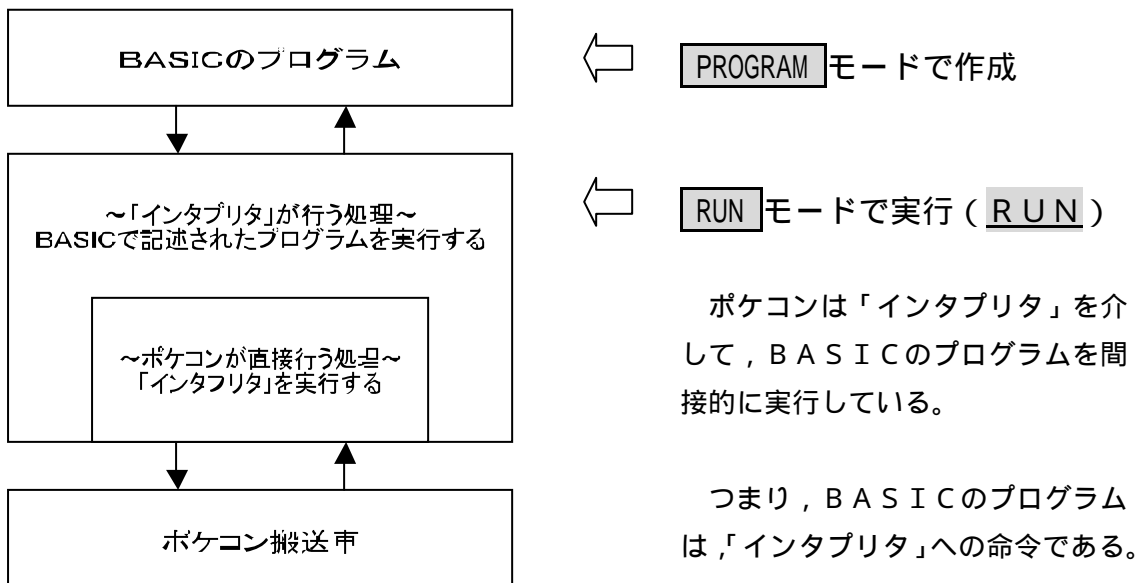 BASICのプログラム
PROGRAM モードで作成
~「インタプリタ」が行う処理~
BASICで記述されたプログラムを実行する
RUN モードで実行(RUN)
~ポケコンが直接行う処理~
「インタプリタ」を実行する
ポケコンは「インタプリタ」を介
して,BASICのプログラムを間
接的に実行している。
つまり,BASICのプログラム
は,「インタプリタ」への命令である。
ポケコン搬送車